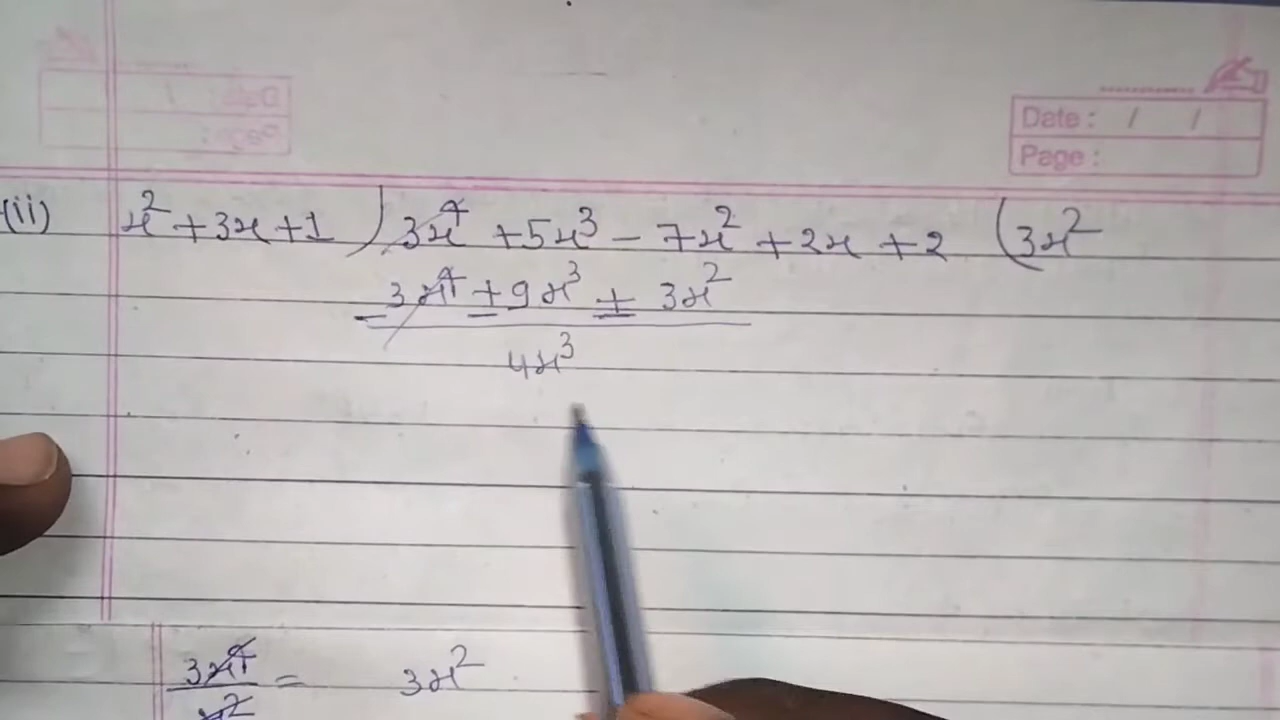 Date : / /
Page :
(ii) x² + 3x + 1 ) 3x⁴ + 5x³ - 7x² + 2x + 2 ( 3x²
3x⁴ + 9x³ + 3x²
- - -
4x³
3x⁴/x² = 3x²